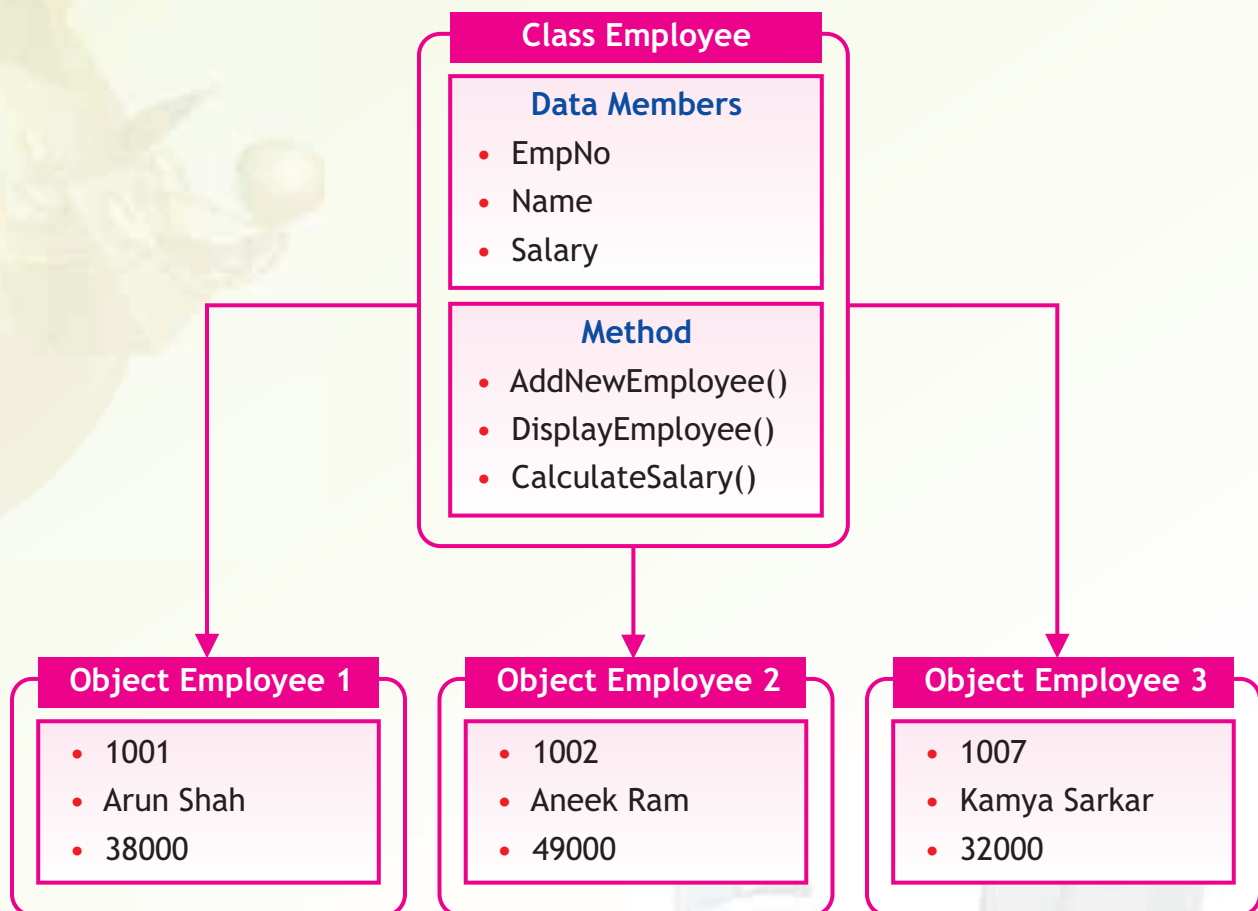 Class Employee
Data Members
• EmpNo
• Name
• Salary
Method
• AddNewEmployee()
• DisplayEmployee()
• CalculateSalary()
Object Employee 1
• 1001
• Arun Shah
• 38000
Object Employee 2
• 1002
• Aneek Ram
• 49000
Object Employee 3
• 1007
• Kamya Sarkar
• 32000